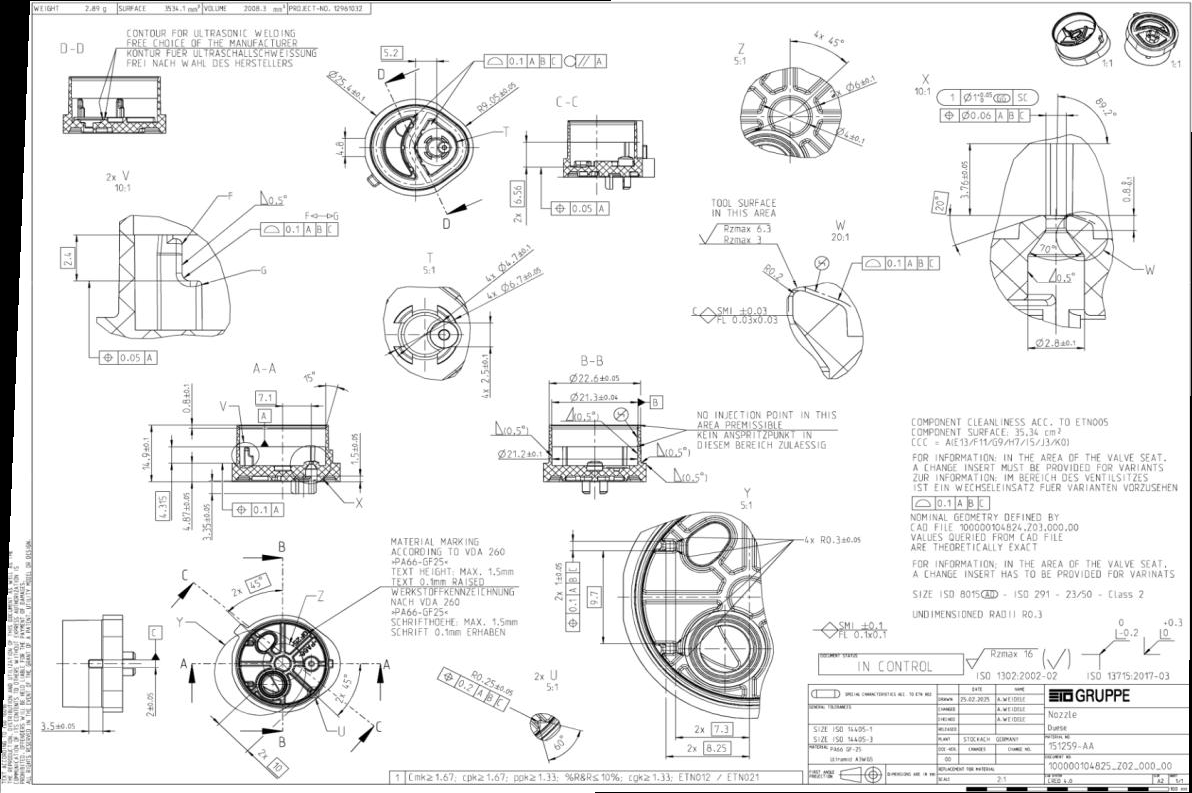 WEIGHT 2.89 g SURFACE 3534.1 mm² VOLUME 2008.3 mm³ PROJECT-NO. 12961032
D-D
CONTOUR FOR ULTRASONIC WELDING
FREE CHOICE OF THE MANUFACTURER
KONTUR FUER ULTRASCHALLSCHWEISSUNG
FREI NACH WAHL DES HERSTELLERS
5.2
D
0.1 A B C
A
Ø25.4±0.1
R9.05±0.05
T
4.8
D
C-C
2x 6.56
0.05 A
Z
5:1
4x 45°
Ø6±0.1
Ø4±0.1
1:1
1:1
X
10:1
1 Ø1 +0.05 0 GG SC
Ø0.06 A B C
89.2°
3.76±0.05
20°
70°
0.5°
W
Ø2.8±0.1
2x V
10:1
F
0.5°
F G
0.1 A B C
2.4
G
0.05 A
T
5:1
4x Ø4.7±0.1
4x Ø6.7±0.05
4x 2.5±0.1
TOOL SURFACE
IN THIS AREA
Rzmax 6.3
Rzmax 3
W
20:1
R0.2
0.1 A B C
C SMI ±0.03
FL 0.03x0.03
A-A
7.1
A
15°
0.8±0.1
V
14.9±0.1
1.5±0.05
4.315
4.87±0.05
3.35±0.05
0.1 A
X
B-B
Ø22.6±0.05
Ø21.3±0.04
B
(0.5°)
(0.5°)
Ø21.2±0.1
(0.5°)
(0.5°)
NO INJECTION POINT IN THIS
AREA PREMISSIBLE
KEIN ANSPRITZPUNKT IN
DIESEM BEREICH ZULAESSIG
COMPONENT CLEANLINESS ACC. TO ETN005
COMPONENT SURFACE: 35,34 cm²
CCC = A(E13/F11/G9/H7/I5/J3/K0)
FOR INFORMATION: IN THE AREA OF THE VALVE SEAT.
A CHANGE INSERT MUST BE PROVIDED FOR VARIANTS
ZUR INFORMATION: IM BEREICH DES VENTILSITZES
IST EIN WECHSELEINSATZ FUER VARIANTEN VORZUSEHEN
0.1 A B C
NOMINAL GEOMETRY DEFINED BY
CAD FILE 100000104824.Z03.000.00
VALUES QUERIED FROM CAD FILE
ARE THEORETICALLY EXACT
FOR INFORMATION: IN THE AREA OF THE VALVE SEAT,
A CHANGE INSERT HAS TO BE PROVIDED FOR VARINATS
SIZE ISO 8015 AD - ISO 291 - 23/50 - Class 2
UNDIMENSIONED RADII R0.3
Y
5:1
4x R0.3±0.05
2x 1±0.05
0.1 A B C
9.7
2x 7.3
2x 8.25
MATERIAL MARKING
ACCORDING TO VDA 260
»PA66-GF25«
TEXT HEIGHT: MAX. 1.5mm
TEXT 0.1mm RAISED
WERKSTOFFKENNZEICHNUNG
NACH VDA 260
»PA66-GF25«
SCHRIFTHOEHE: MAX. 1.5mm
SCHRIFT 0.1mm ERHABEN
B
C
2x 45°
Z
Y
A A
2x 45°
U
C
B
2x 10
C
2±0.05
3.5±0.05
R0.25±0.05
0.2 A B C
2x U
5:1
60°
SMI ±0.1
FL 0.1x0.1
DOCUMENT STATUS
IN CONTROL
Rzmax 16
ISO 1302:2002-02
0
-0.2
+0.3
0
ISO 13715:2017-03
SPECIAL CHARACTERISTICS ACC. TO ETN 002
GENERAL TOLERANCES
SIZE ISO 14405-1
SIZE ISO 14405-3
MATERIAL PA66 GF-25
DATE NAME
DRAWN 25.02.2025 A.WEIDELE
CHANGED A.WEIDELE
CHECKED A.WEIDELE
RELEASED
PLANT STOCKACH GERMANY
CHANGE NO.
00
REPLACEMENT FOR MATERIAL
SCALE 2:1
FIRST ANGLE
PROJECTION
DIMENSIONS ARE IN MM
ETO GRUPPE
Nozzle
Duese
MATERIAL NO.
151259-AA
DOCUMENT NO.
100000104825_Z02_000_00
CREO 4.0
A2
1/1
1 Cmk≥1.67; cpk≥1.67; ppk≥1.33; %R&R≤10%; cgk≥1.33; ETN012 / ETN021